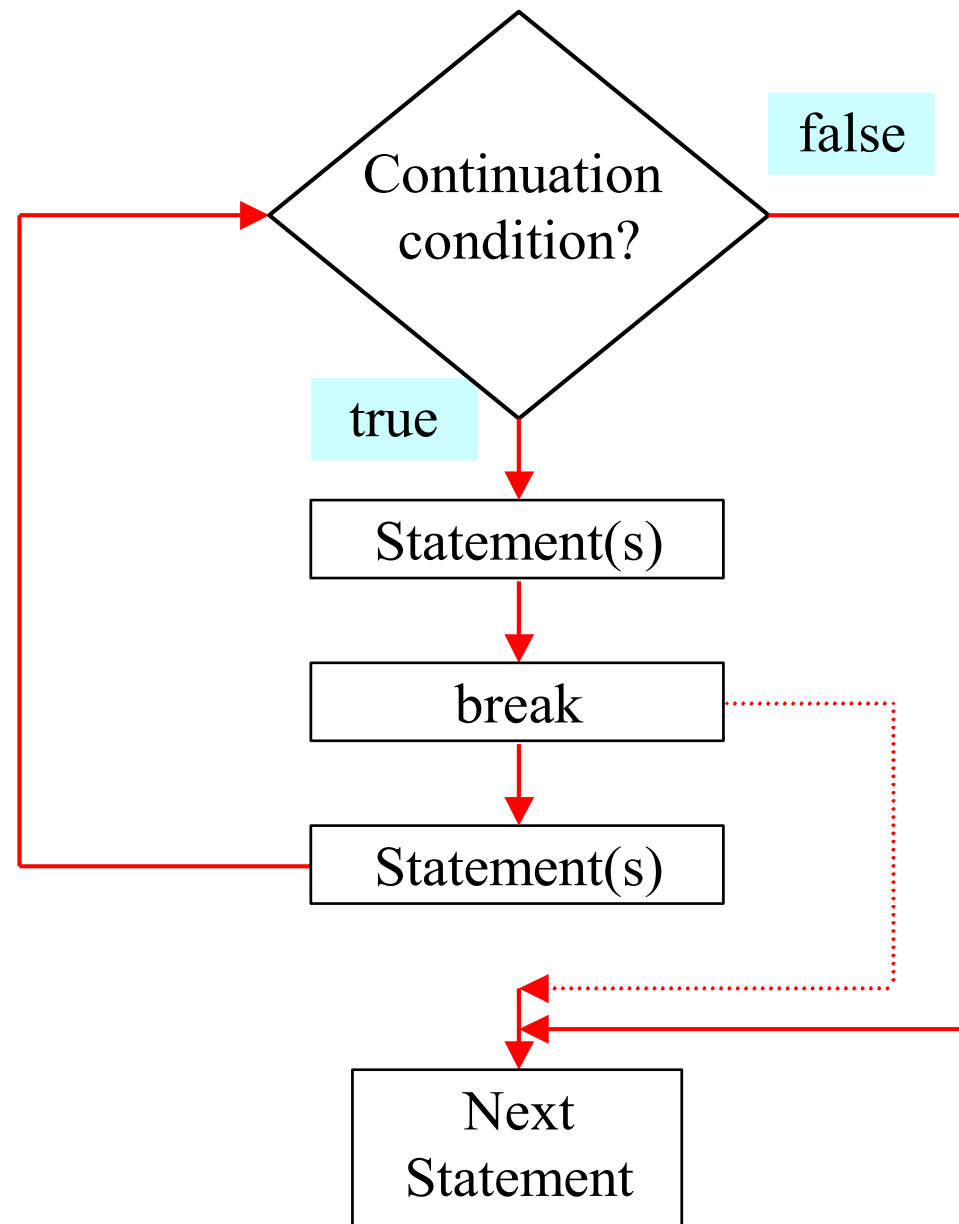 false
Continuation
condition?
true
Statement(s)
break
Statement(s)
Next
Statement